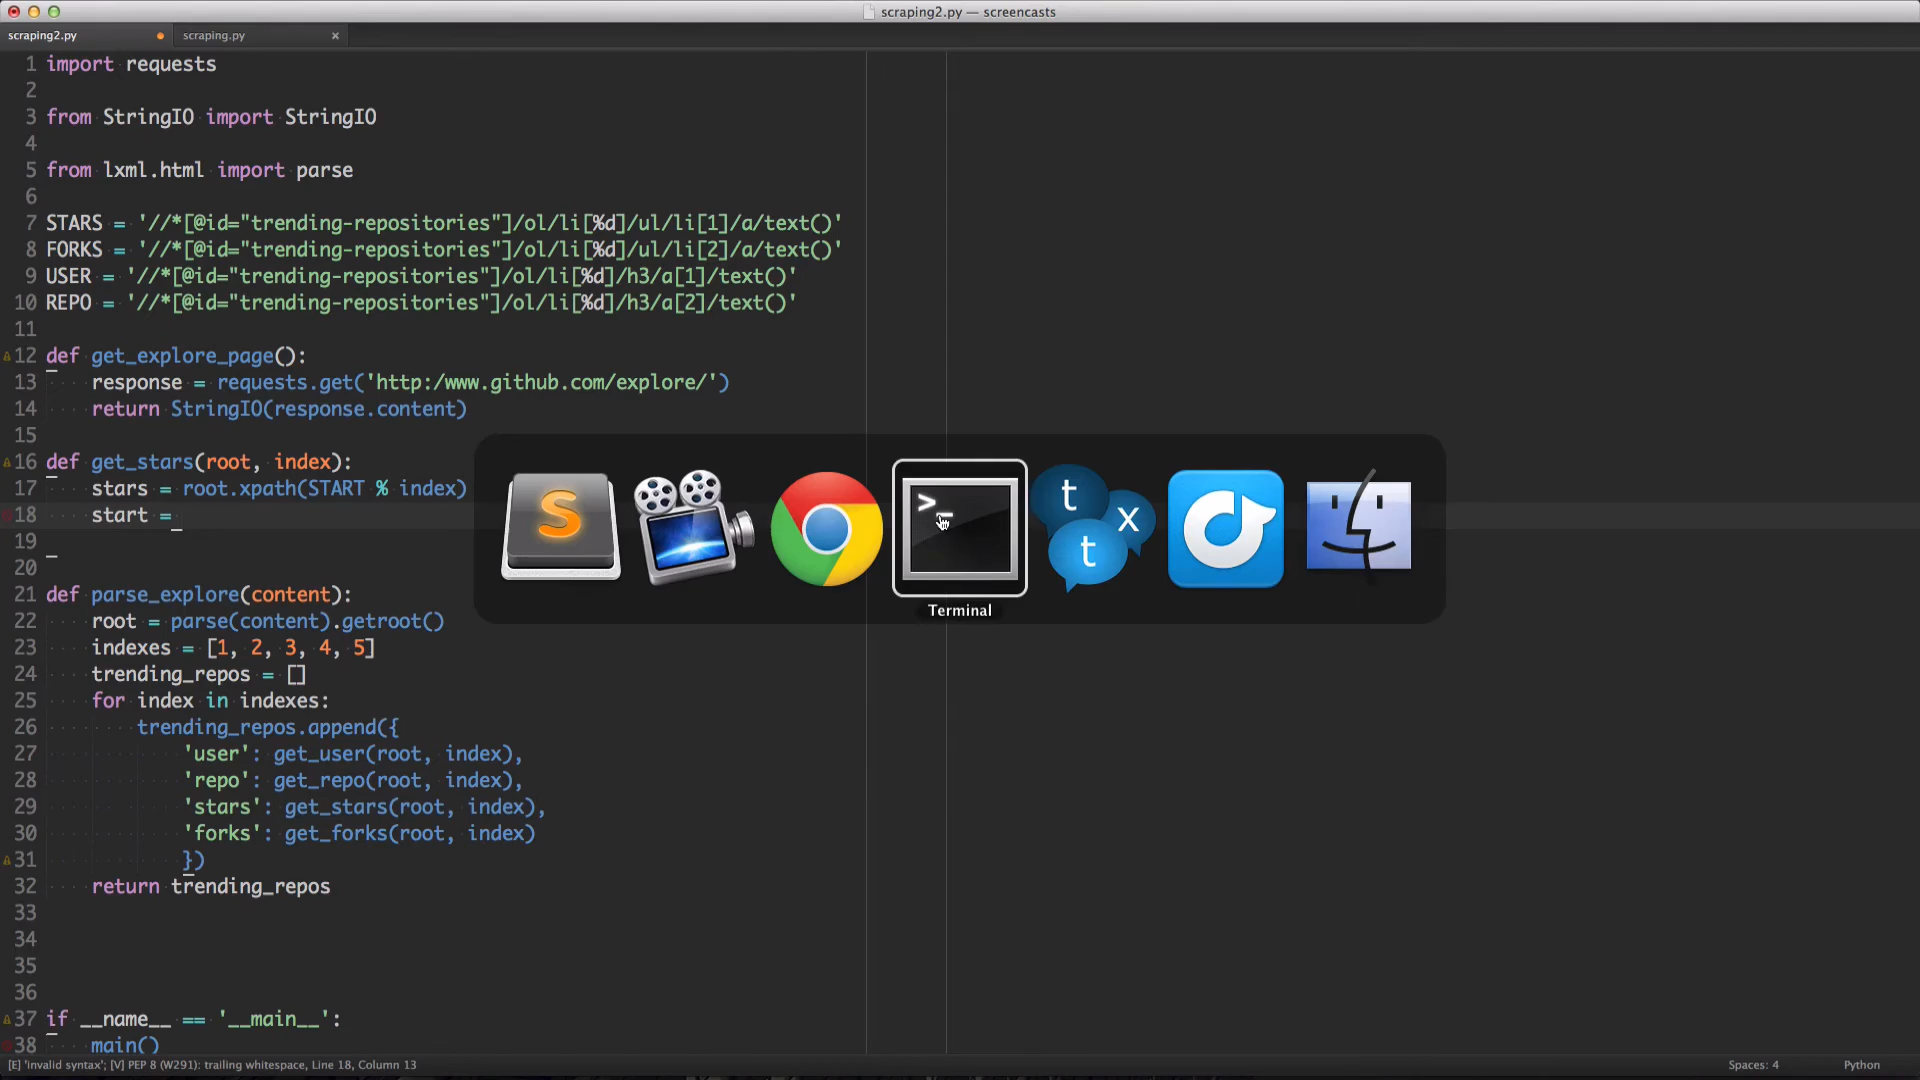 scraping2.py — screencasts
scraping2.py
scraping.py
1 import requests
2
3 from StringIO import StringIO
4
5 from lxml.html import parse
6
7 STARS = '//*[@id="trending-repositories"]/ol/li[%d]/ul/li[1]/a/text()'
8 FORKS = '//*[@id="trending-repositories"]/ol/li[%d]/ul/li[2]/a/text()'
9 USER = '//*[@id="trending-repositories"]/ol/li[%d]/h3/a[1]/text()'
10 REPO = '//*[@id="trending-repositories"]/ol/li[%d]/h3/a[2]/text()'
11
12 def get_explore_page():
13 response = requests.get('http:/www.github.com/explore/')
14 return StringIO(response.content)
15
16 def get_stars(root, index):
17 stars = root.xpath(START % index)
18 start =
19
20
21 def parse_explore(content):
22 root = parse(content).getroot()
23 indexes = [1, 2, 3, 4, 5]
24 trending_repos = []
25 for index in indexes:
26 trending_repos.append({
27 'user': get_user(root, index),
28 'repo': get_repo(root, index),
29 'stars': get_stars(root, index),
30 'forks': get_forks(root, index)
31 })
32 return trending_repos
33
34
35
36
37 if __name__ == '__main__':
38 main()
S
>_
t
x
t
Terminal
[E] 'invalid syntax'; [V] PEP 8 (W291): trailing whitespace, Line 18, Column 13
Spaces: 4
Python